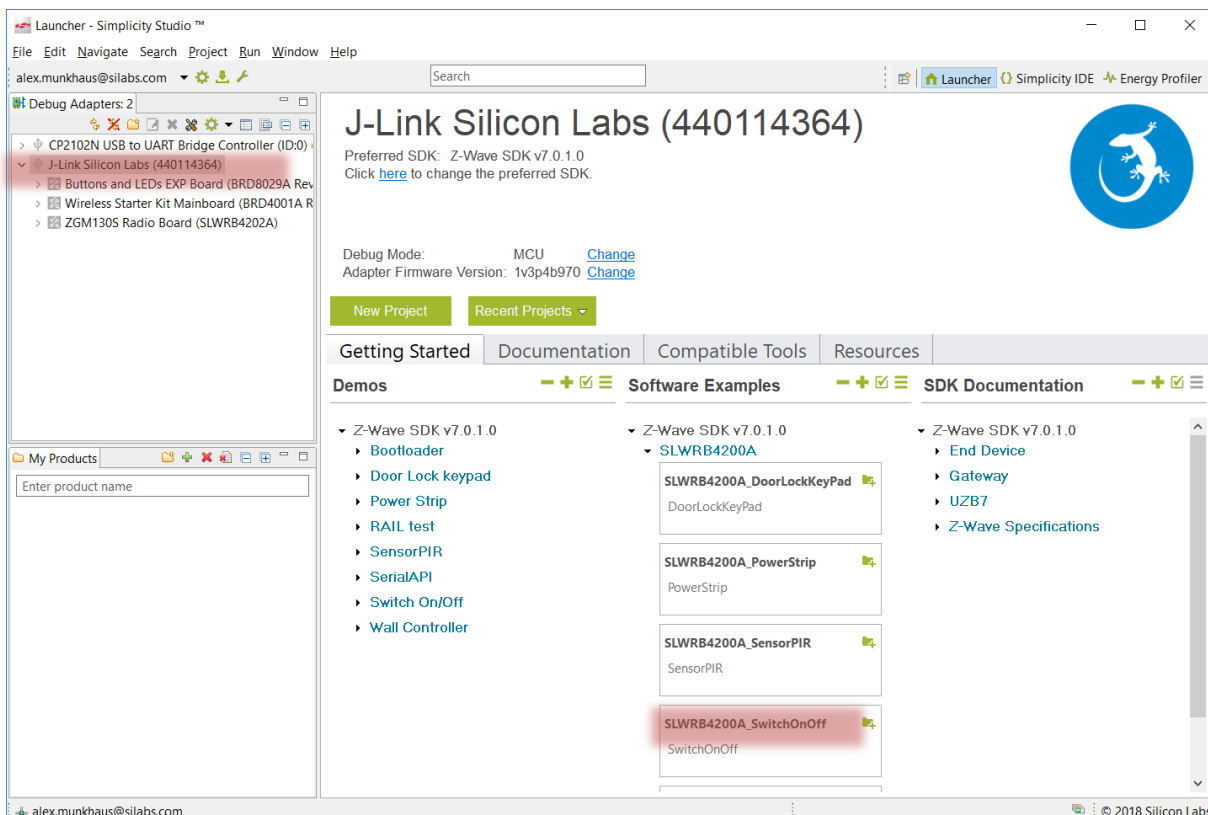 Launcher - Simplicity Studio ™
File Edit Navigate Search Project Run Window Help
alex.munkhaus@silabs.com
Search
Launcher
Simplicity IDE
Energy Profiler
Debug Adapters: 2
CP2102N USB to UART Bridge Controller (ID:0)
J-Link Silicon Labs (440114364)
Buttons and LEDs EXP Board (BRD8029A Rev
Wireless Starter Kit Mainboard (BRD4001A R
ZGM130S Radio Board (SLWRB4202A)
My Products
Enter product name
J-Link Silicon Labs (440114364)
Preferred SDK: Z-Wave SDK v7.0.1.0
Click here to change the preferred SDK.
Debug Mode: MCU Change
Adapter Firmware Version: 1v3p4b970 Change
New Project
Recent Projects
Getting Started
Documentation
Compatible Tools
Resources
Demos
Z-Wave SDK v7.0.1.0
Bootloader
Door Lock keypad
Power Strip
RAIL test
SensorPIR
SerialAPI
Switch On/Off
Wall Controller
Software Examples
Z-Wave SDK v7.0.1.0
SLWRB4200A
SLWRB4200A_DoorLockKeyPad
DoorLockKeyPad
SLWRB4200A_PowerStrip
PowerStrip
SLWRB4200A_SensorPIR
SensorPIR
SLWRB4200A_SwitchOnOff
SwitchOnOff
SDK Documentation
Z-Wave SDK v7.0.1.0
End Device
Gateway
UZB7
Z-Wave Specifications
alex.munkhaus@silabs.com
© 2018 Silicon Labs